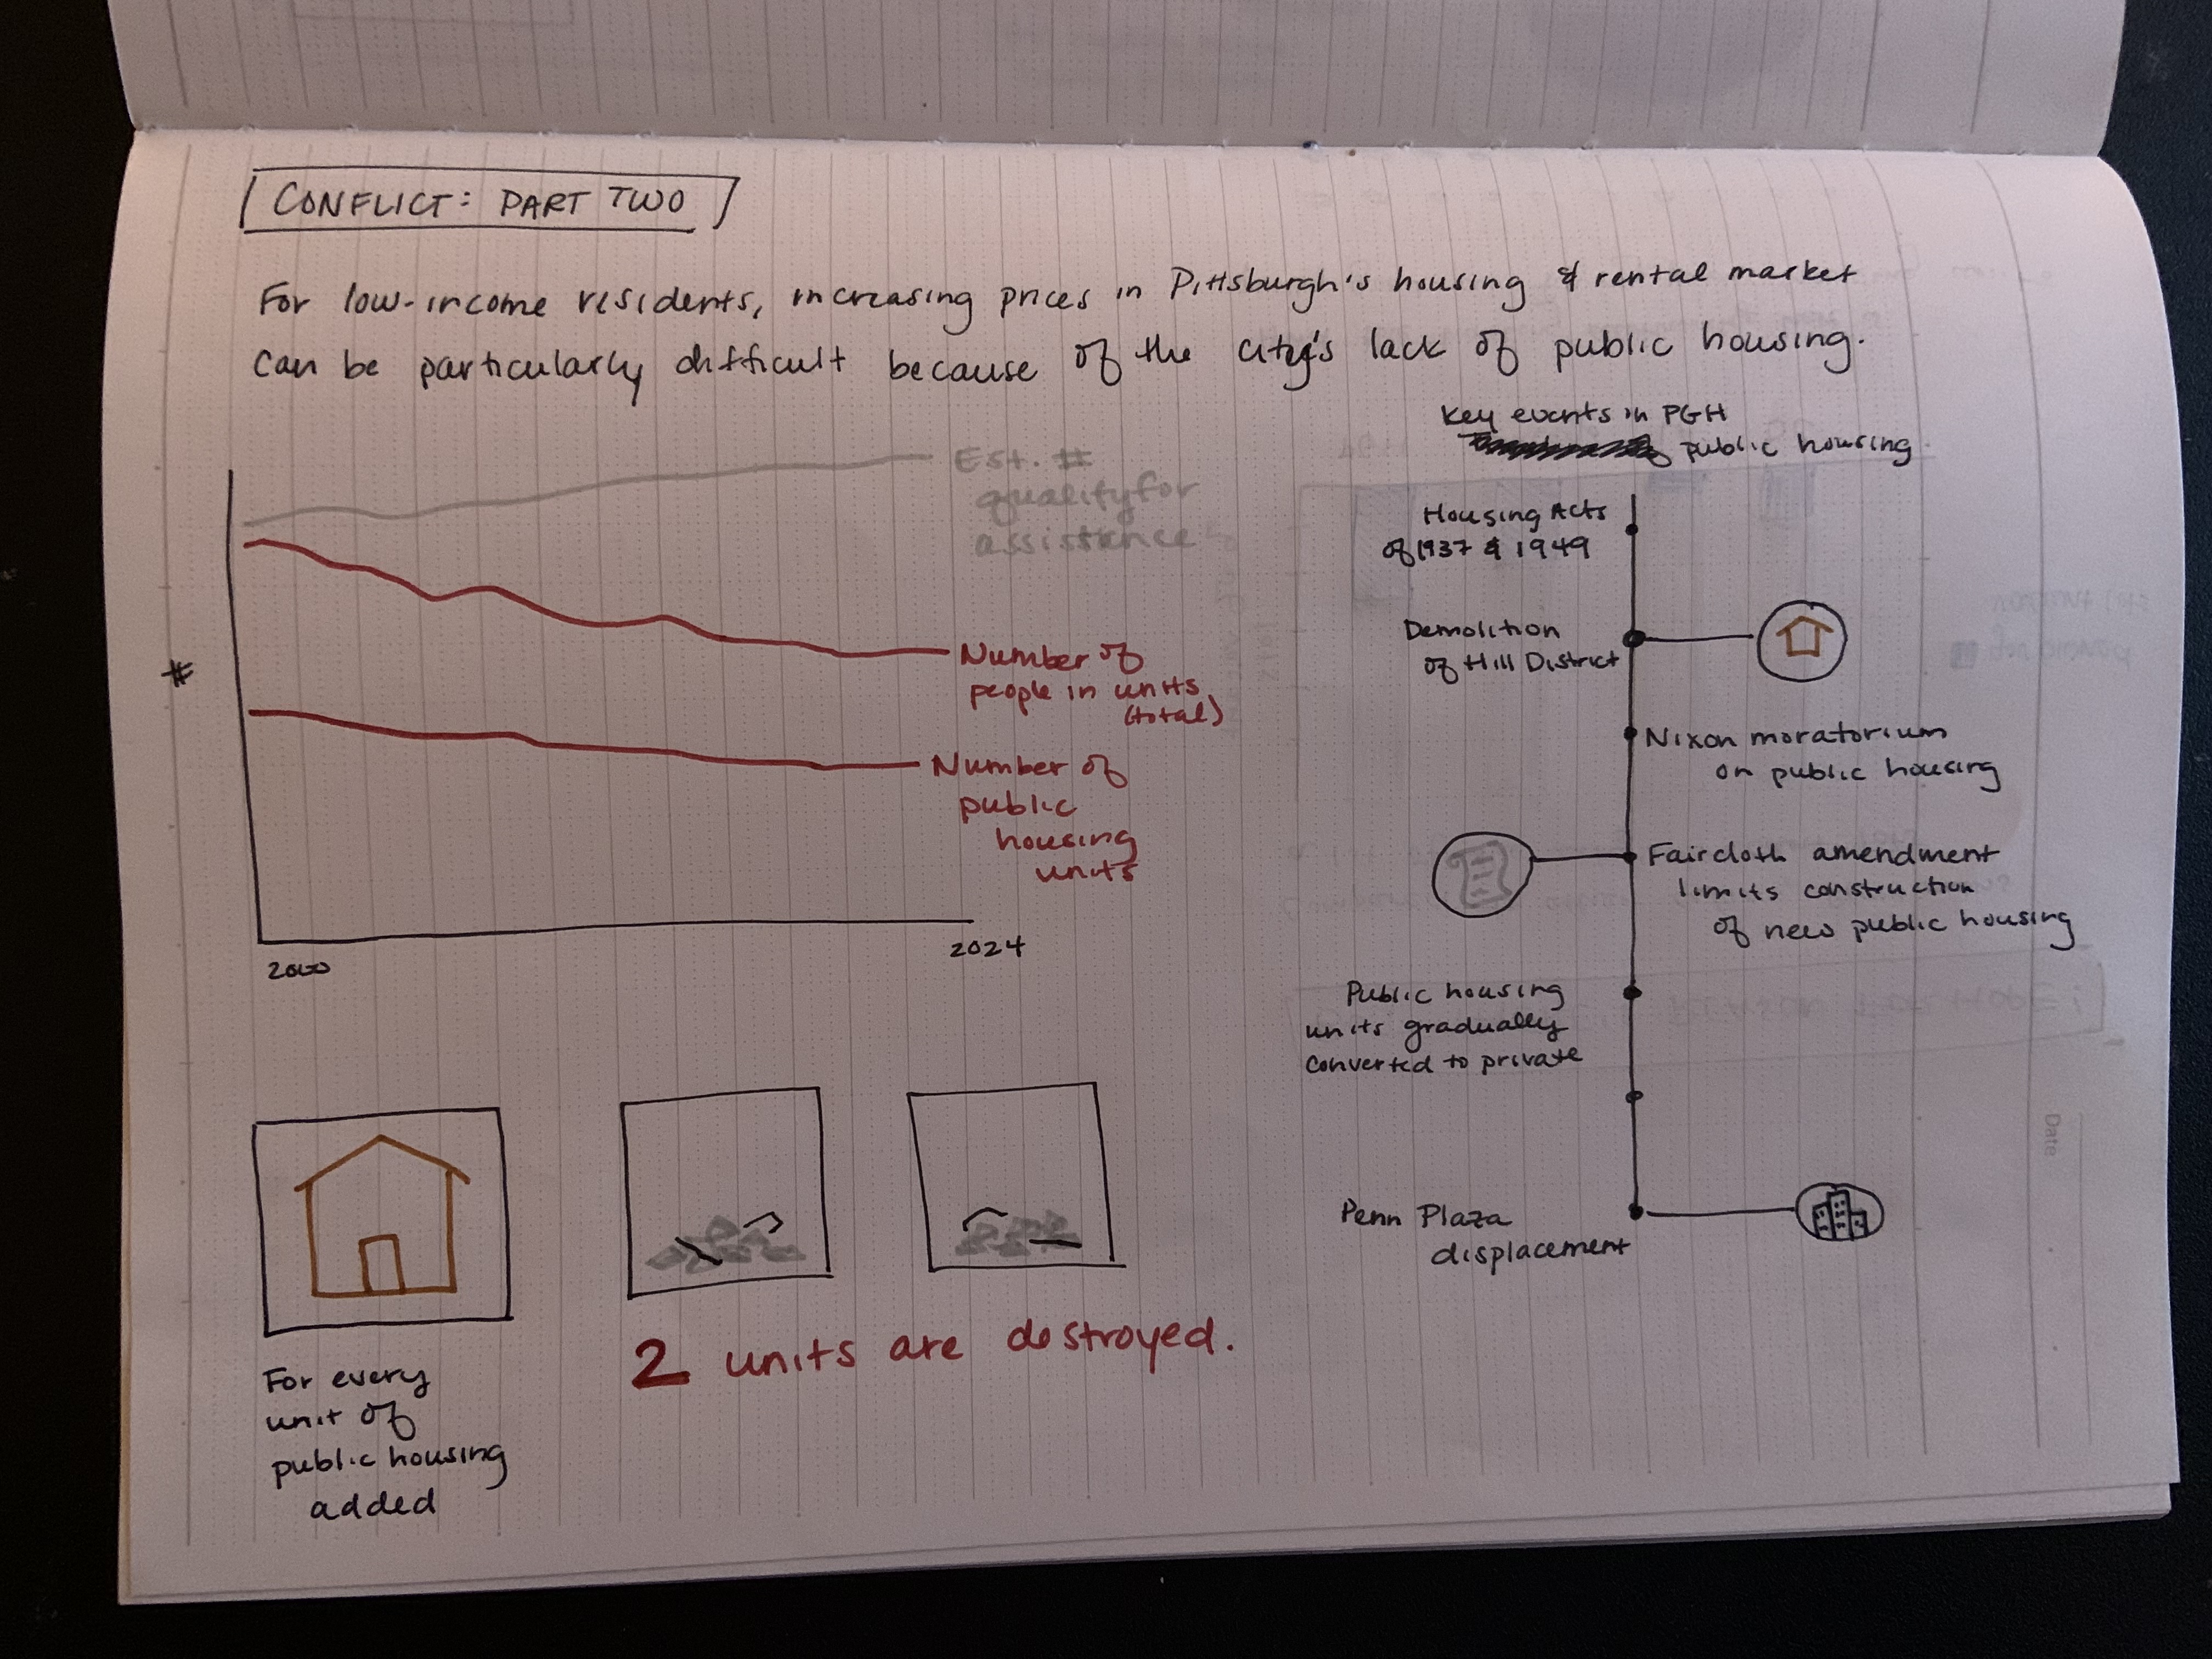 CONFLICT: PART TWO
For low-income residents, increasing prices in Pittsburgh's housing & rental market
can be particularly difficult because of the city's lack of public housing.
Est. #
qualify for
assistance
Number of
people in units
(total)
Number of
public
housing
units
#
2000
2024
For every
unit of
public housing
added
2 units are destroyed.
Key events in PGH
public housing
Housing Acts
of 1937 & 1949
Demolition
of Hill District
Nixon moratorium
on public housing
Faircloth amendment
limits construction
of new public housing
Public housing
units gradually
converted to private
Penn Plaza
displacement
Date